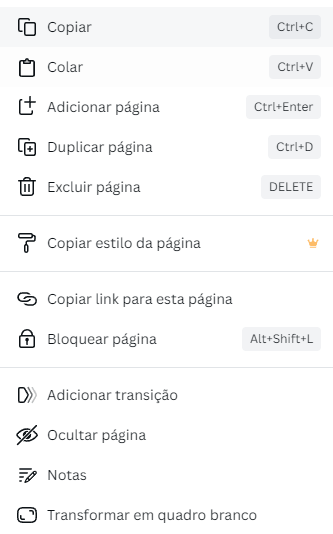 Copiar Ctrl+C
Colar Ctrl+V
Adicionar página Ctrl+Enter
Duplicar página Ctrl+D
Excluir página DELETE
Copiar estilo da página
Copiar link para esta página
Bloquear página Alt+Shift+L
Adicionar transição
Ocultar página
Notas
Transformar em quadro branco